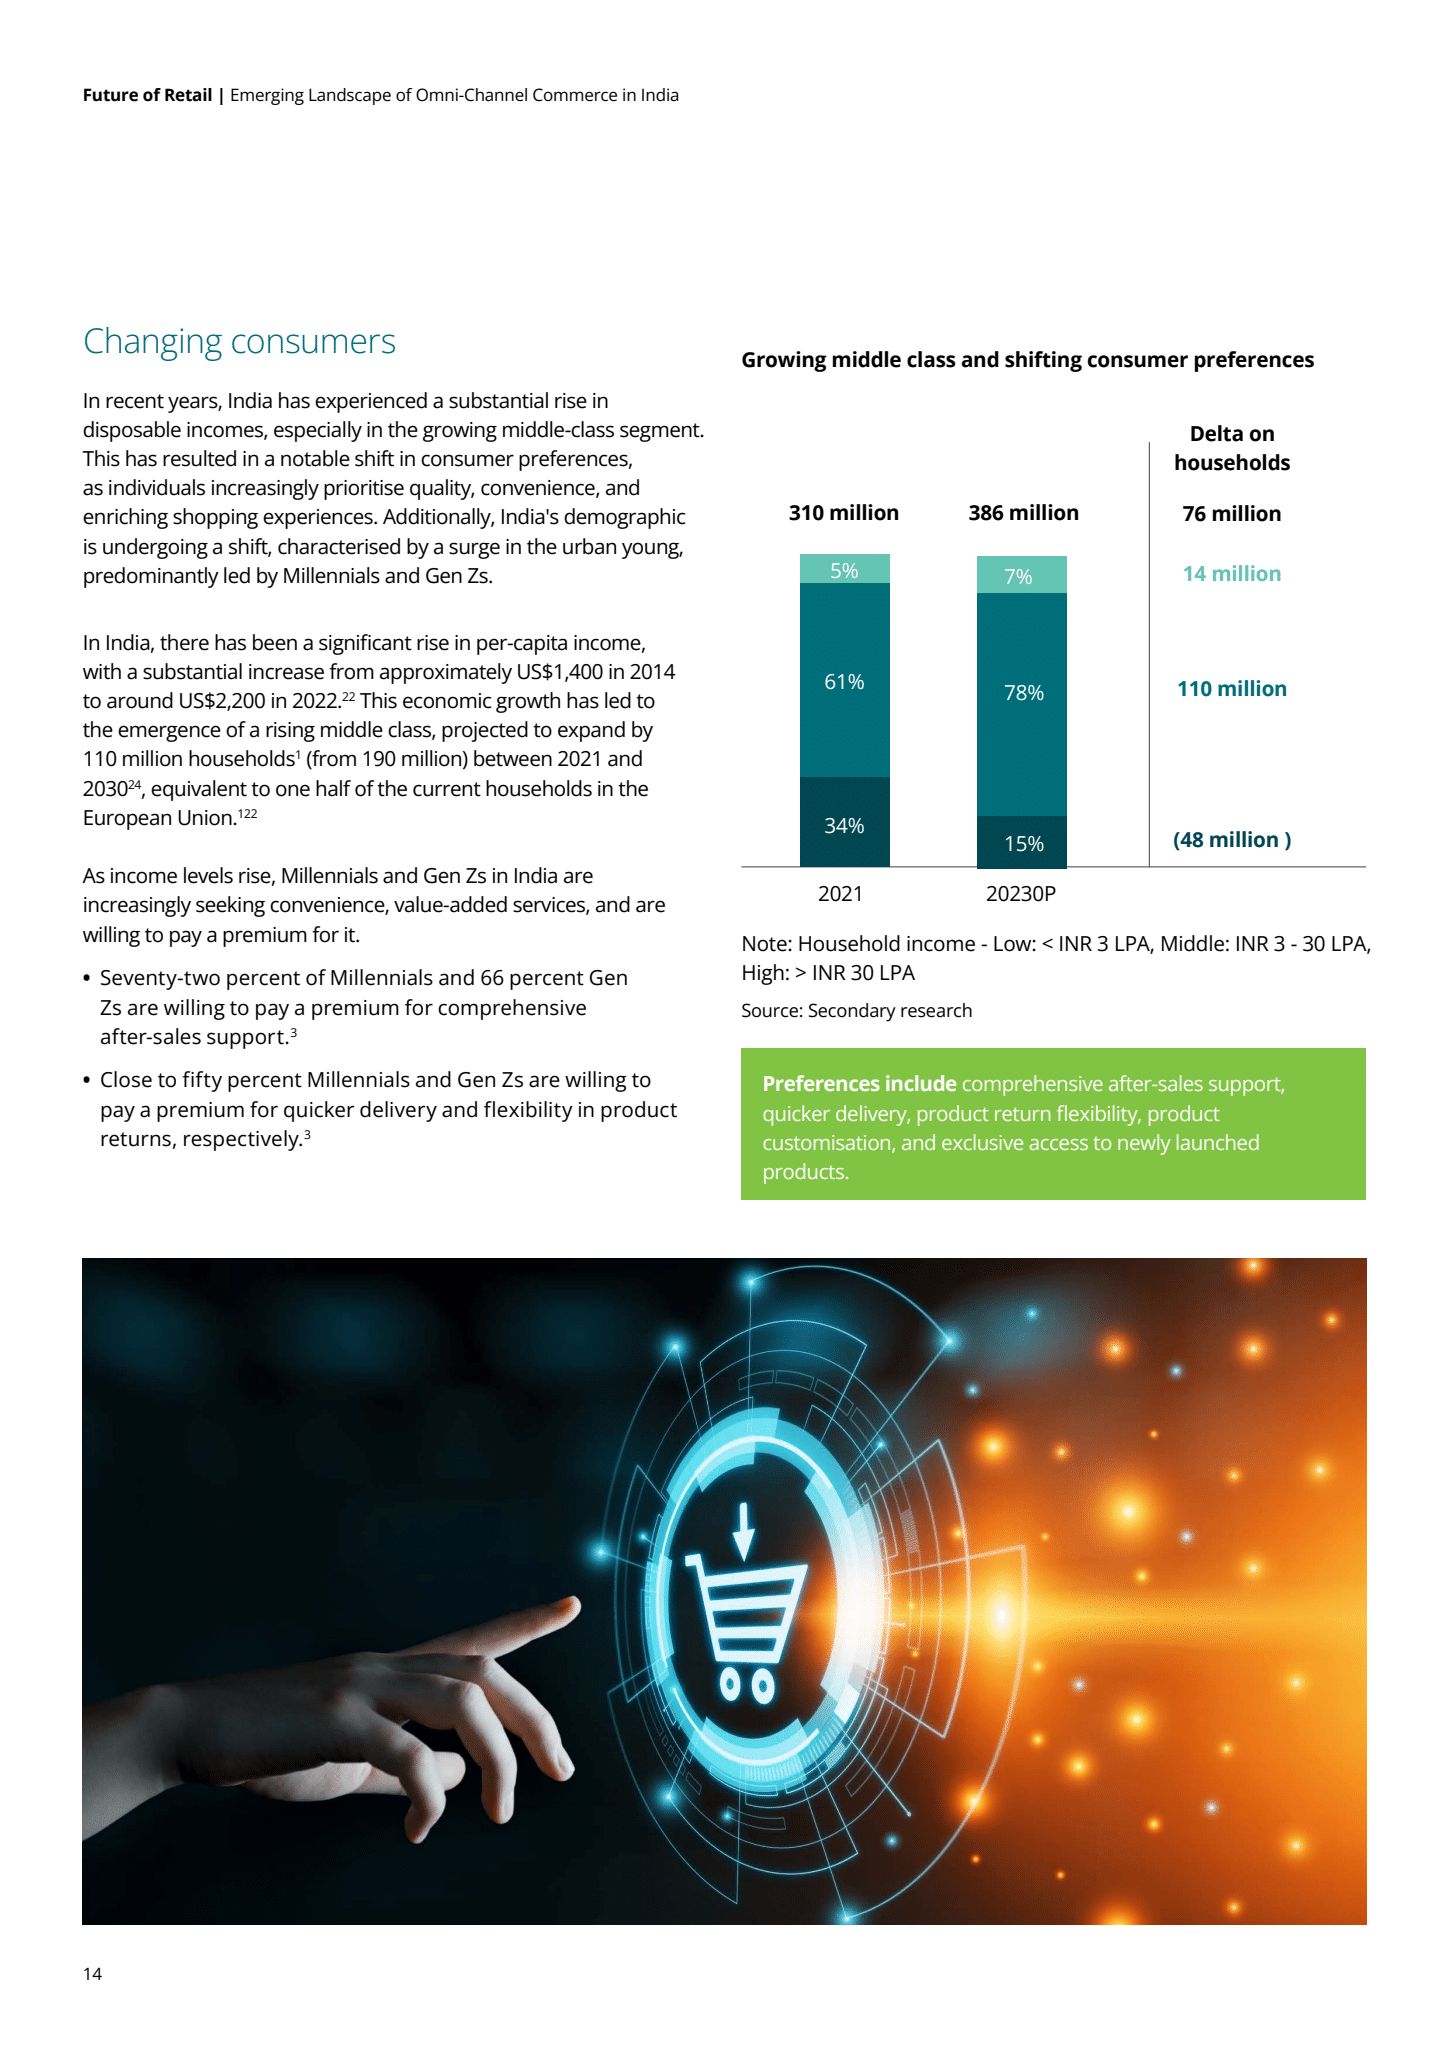 Future of Retail | Emerging Landscape of Omni-Channel Commerce in India
Changing consumers
In recent years, India has experienced a substantial rise in
disposable incomes, especially in the growing middle-class segment.
This has resulted in a notable shift in consumer preferences,
as individuals increasingly prioritise quality, convenience, and
enriching shopping experiences. Additionally, India's demographic
is undergoing a shift, characterised by a surge in the urban young,
predominantly led by Millennials and Gen Zs.
In India, there has been a significant rise in per-capita income,
with a substantial increase from approximately US$1,400 in 2014
to around US$2,200 in 2022.22 This economic growth has led to
the emergence of a rising middle class, projected to expand by
110 million households1 (from 190 million) between 2021 and
203024, equivalent to one half of the current households in the
European Union.122
As income levels rise, Millennials and Gen Zs in India are
increasingly seeking convenience, value-added services, and are
willing to pay a premium for it.
• Seventy-two percent of Millennials and 66 percent Gen
Zs are willing to pay a premium for comprehensive
after-sales support.3
• Close to fifty percent Millennials and Gen Zs are willing to
pay a premium for quicker delivery and flexibility in product
returns, respectively.3
Growing middle class and shifting consumer preferences
Delta on
households
310 million 386 million 76 million
5% 7% 14 million
61% 78% 110 million
34% 15% (48 million )
2021 20230P
Note: Household income - Low: < INR 3 LPA, Middle: INR 3 - 30 LPA,
High: > INR 30 LPA
Source: Secondary research
Preferences include comprehensive after-sales support,
quicker delivery, product return flexibility, product
customisation, and exclusive access to newly launched
products.
14